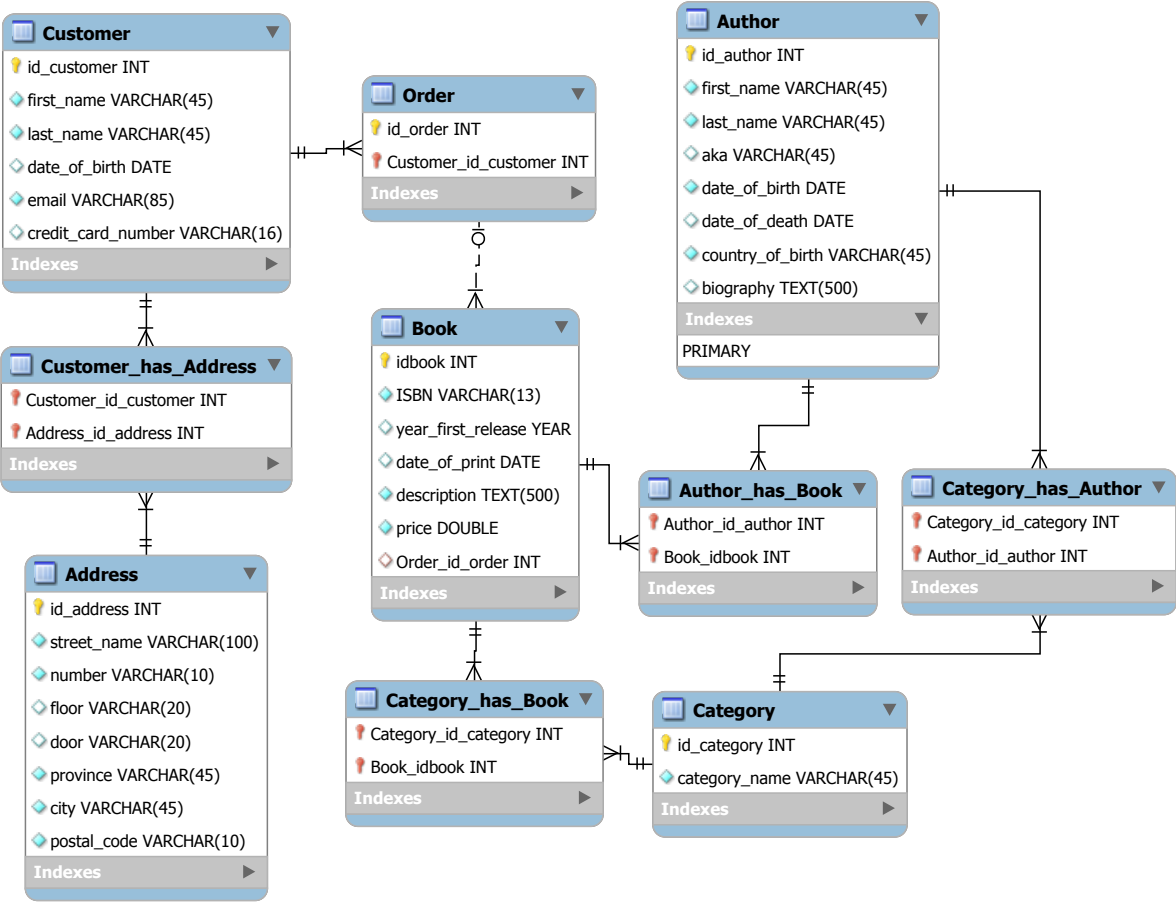 Customer
id_customer INT
first_name VARCHAR(45)
last_name VARCHAR(45)
date_of_birth DATE
email VARCHAR(85)
credit_card_number VARCHAR(16)
Indexes
Order
id_order INT
Customer_id_customer INT
Indexes
Author
id_author INT
first_name VARCHAR(45)
last_name VARCHAR(45)
aka VARCHAR(45)
date_of_birth DATE
date_of_death DATE
country_of_birth VARCHAR(45)
biography TEXT(500)
Indexes
PRIMARY
Customer_has_Address
Customer_id_customer INT
Address_id_address INT
Indexes
Book
idbook INT
ISBN VARCHAR(13)
year_first_release YEAR
date_of_print DATE
description TEXT(500)
price DOUBLE
Order_id_order INT
Indexes
Author_has_Book
Author_id_author INT
Book_idbook INT
Indexes
Category_has_Author
Category_id_category INT
Author_id_author INT
Indexes
Address
id_address INT
street_name VARCHAR(100)
number VARCHAR(10)
floor VARCHAR(20)
door VARCHAR(20)
province VARCHAR(45)
city VARCHAR(45)
postal_code VARCHAR(10)
Indexes
Category_has_Book
Category_id_category INT
Book_idbook INT
Indexes
Category
id_category INT
category_name VARCHAR(45)
Indexes